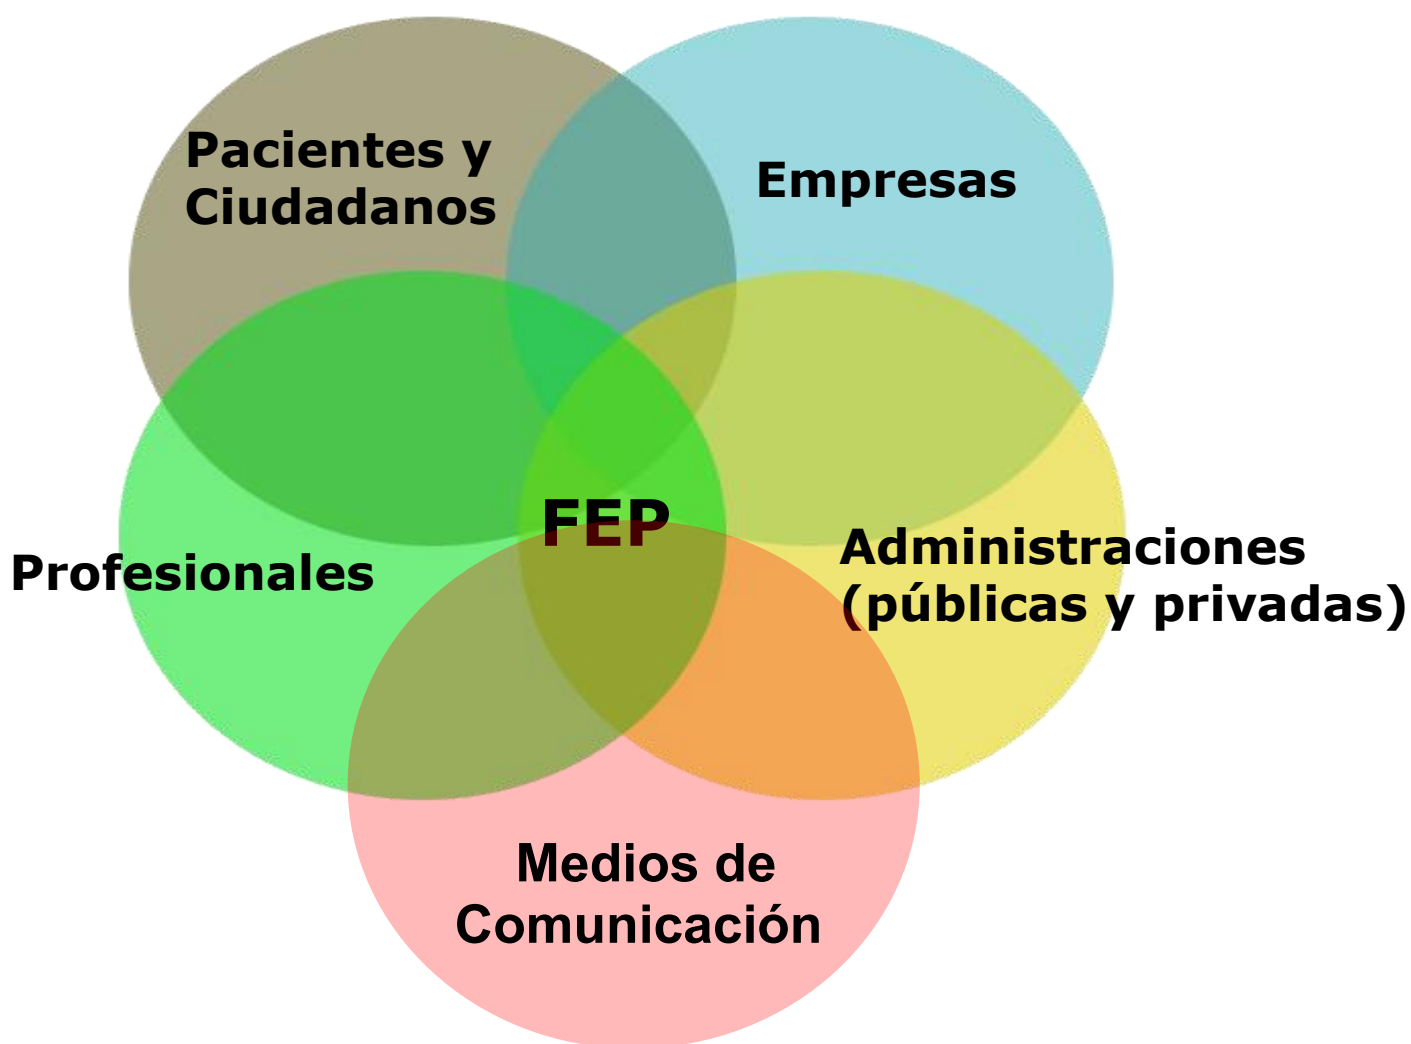 Pacientes y
Ciudadanos
Empresas
FEP
Profesionales
Administraciones
(públicas y privadas)
Medios de
Comunicación